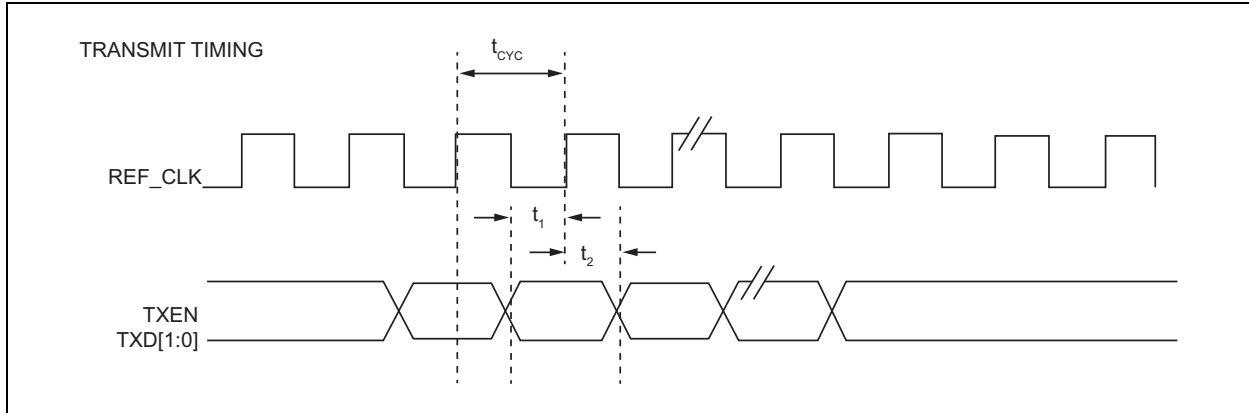 TRANSMIT TIMING
tCYC
REF_CLK
t1
t2
TXEN
TXD[1:0]